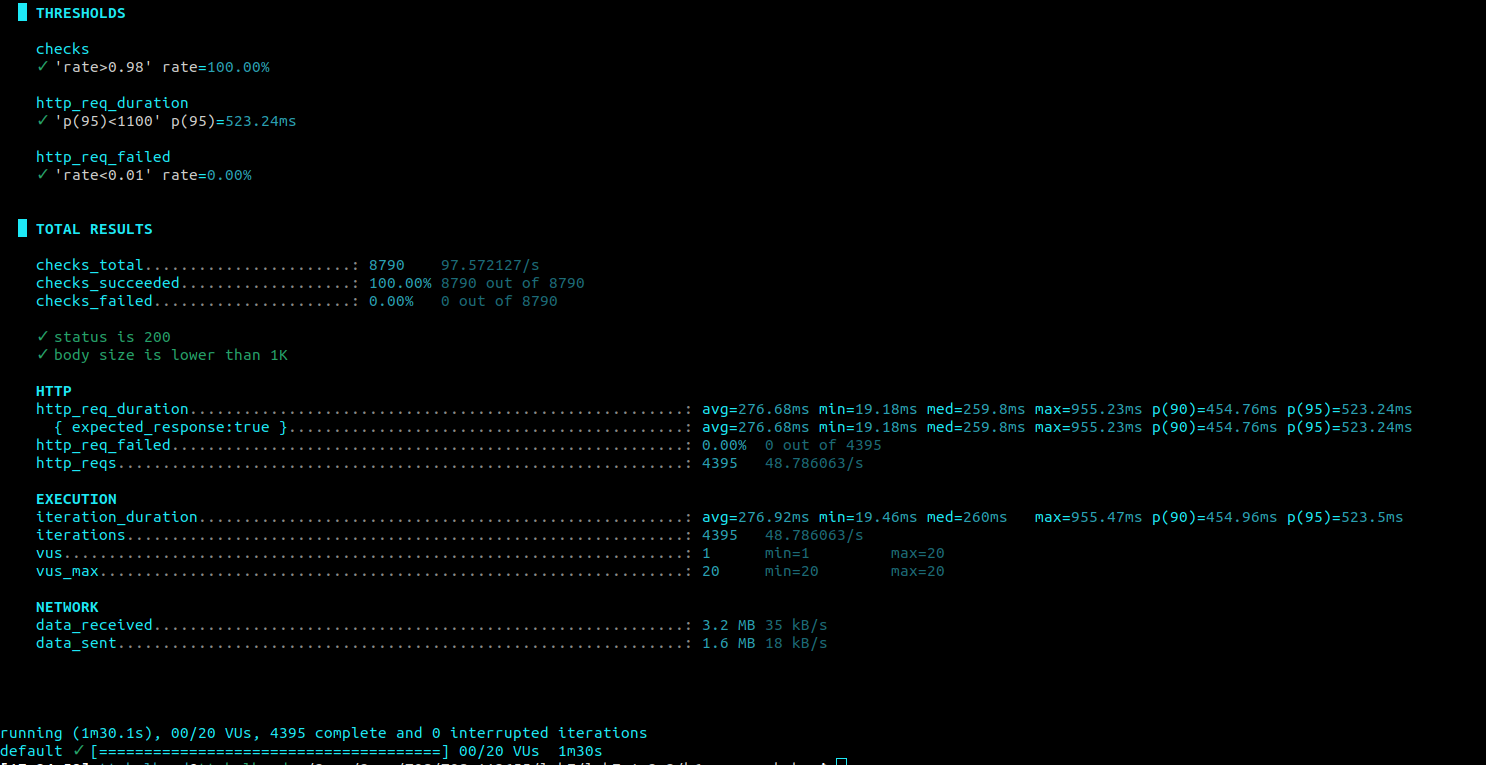 THRESHOLDS
checks
✓ 'rate>0.98' rate=100.00%
http_req_duration
✓ 'p(95)<1100' p(95)=523.24ms
http_req_failed
✓ 'rate<0.01' rate=0.00%
TOTAL RESULTS
checks_total.......................: 8790 97.572127/s
checks_succeeded...................: 100.00% 8790 out of 8790
checks_failed......................: 0.00% 0 out of 8790
✓ status is 200
✓ body size is lower than 1K
HTTP
http_req_duration.......................................................: avg=276.68ms min=19.18ms med=259.8ms max=955.23ms p(90)=454.76ms p(95)=523.24ms
{ expected_response:true }............................................: avg=276.68ms min=19.18ms med=259.8ms max=955.23ms p(90)=454.76ms p(95)=523.24ms
http_req_failed.........................................................: 0.00% 0 out of 4395
http_reqs...............................................................: 4395 48.786063/s
EXECUTION
iteration_duration......................................................: avg=276.92ms min=19.46ms med=260ms max=955.47ms p(90)=454.96ms p(95)=523.5ms
iterations..............................................................: 4395 48.786063/s
vus.....................................................................: 1 min=1 max=20
vus_max.................................................................: 20 min=20 max=20
NETWORK
data_received...........................................................: 3.2 MB 35 kB/s
data_sent...............................................................: 1.6 MB 18 kB/s
running (1m30.1s), 00/20 VUs, 4395 complete and 0 interrupted iterations
default ✓ [======================================] 00/20 VUs 1m30s